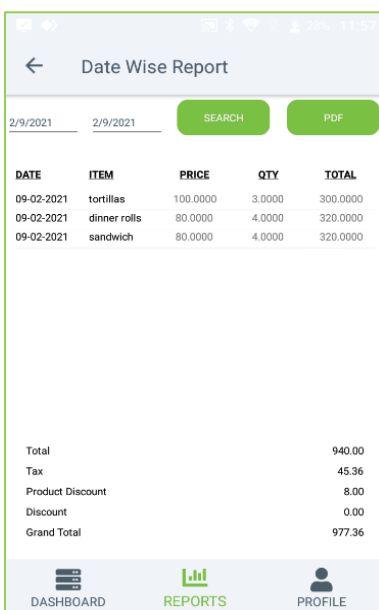 28% 11:57
Date Wise Report
2/9/2021 2/9/2021 SEARCH PDF
DATE ITEM PRICE QTY TOTAL
09-02-2021 tortillas 100.0000 3.0000 300.0000
09-02-2021 dinner rolls 80.0000 4.0000 320.0000
09-02-2021 sandwich 80.0000 4.0000 320.0000
Total 940.00
Tax 45.36
Product Discount 8.00
Discount 0.00
Grand Total 977.36
DASHBOARD REPORTS PROFILE